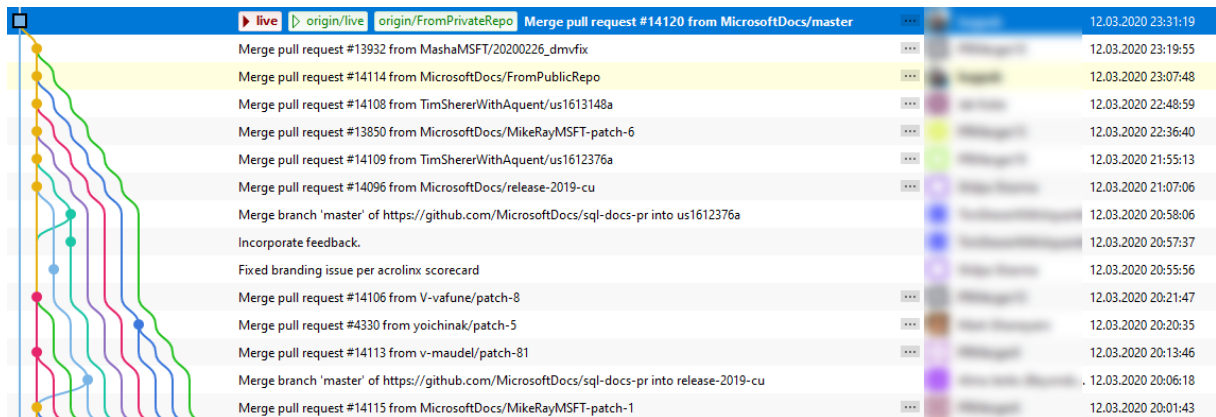 live origin/live origin/FromPrivateRepo Merge pull request #14120 from MicrosoftDocs/master ... 12.03.2020 23:31:19
Merge pull request #13932 from MashaMSFT/20200226_dmvfix ... 12.03.2020 23:19:55
Merge pull request #14114 from MicrosoftDocs/FromPublicRepo ... 12.03.2020 23:07:48
Merge pull request #14108 from TimShererWithAquent/us1613148a ... 12.03.2020 22:48:59
Merge pull request #13850 from MicrosoftDocs/MikeRayMSFT-patch-6 ... 12.03.2020 22:36:40
Merge pull request #14109 from TimShererWithAquent/us1612376a ... 12.03.2020 21:55:13
Merge pull request #14096 from MicrosoftDocs/release-2019-cu ... 12.03.2020 21:07:06
Merge branch 'master' of https://github.com/MicrosoftDocs/sql-docs-pr into us1612376a 12.03.2020 20:58:06
Incorporate feedback. 12.03.2020 20:57:37
Fixed branding issue per acrolinx scorecard 12.03.2020 20:55:56
Merge pull request #14106 from V-vafune/patch-8 ... 12.03.2020 20:21:47
Merge pull request #4330 from yoichinak/patch-5 ... 12.03.2020 20:20:35
Merge pull request #14113 from v-maudel/patch-81 ... 12.03.2020 20:13:46
Merge branch 'master' of https://github.com/MicrosoftDocs/sql-docs-pr into release-2019-cu 12.03.2020 20:06:18
Merge pull request #14115 from MicrosoftDocs/MikeRayMSFT-patch-1 ... 12.03.2020 20:01:43